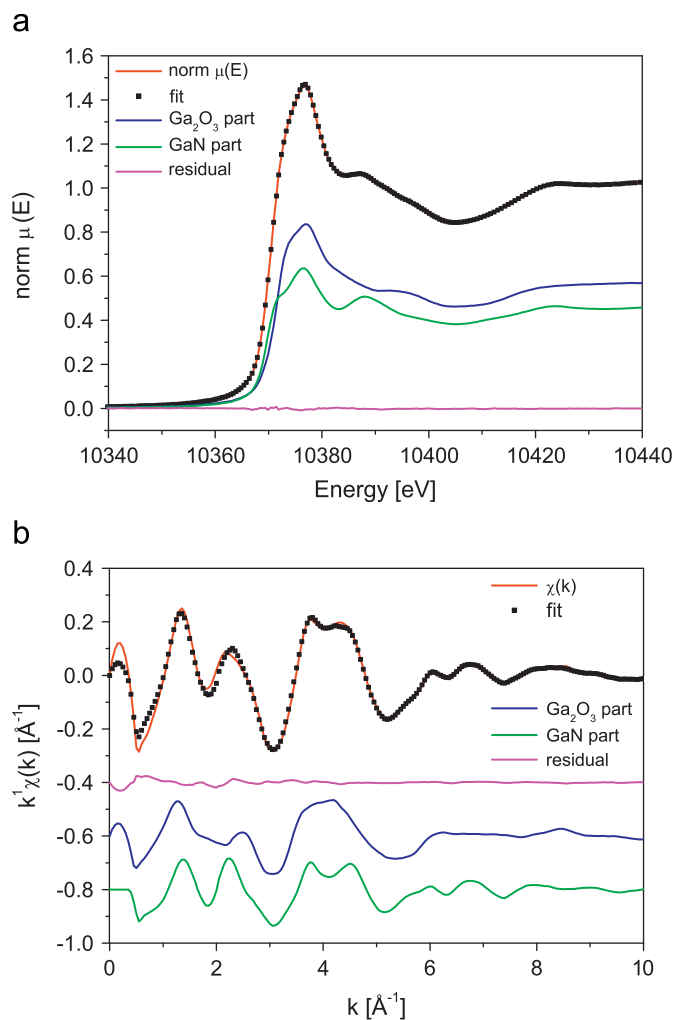 a
norm μ(E)
fit
Ga₂O₃ part
GaN part
residual
1.6
1.4
1.2
1.0
0.8
0.6
0.4
0.2
0.0
norm μ(E)
10340 10360 10380 10400 10420 10440
Energy [eV]
b
χ(k)
fit
Ga₂O₃ part
GaN part
residual
0.4
0.2
0.0
-0.2
-0.4
-0.6
-0.8
-1.0
k¹χ(k) [Å⁻¹]
0 2 4 6 8 10
k [Å⁻¹]